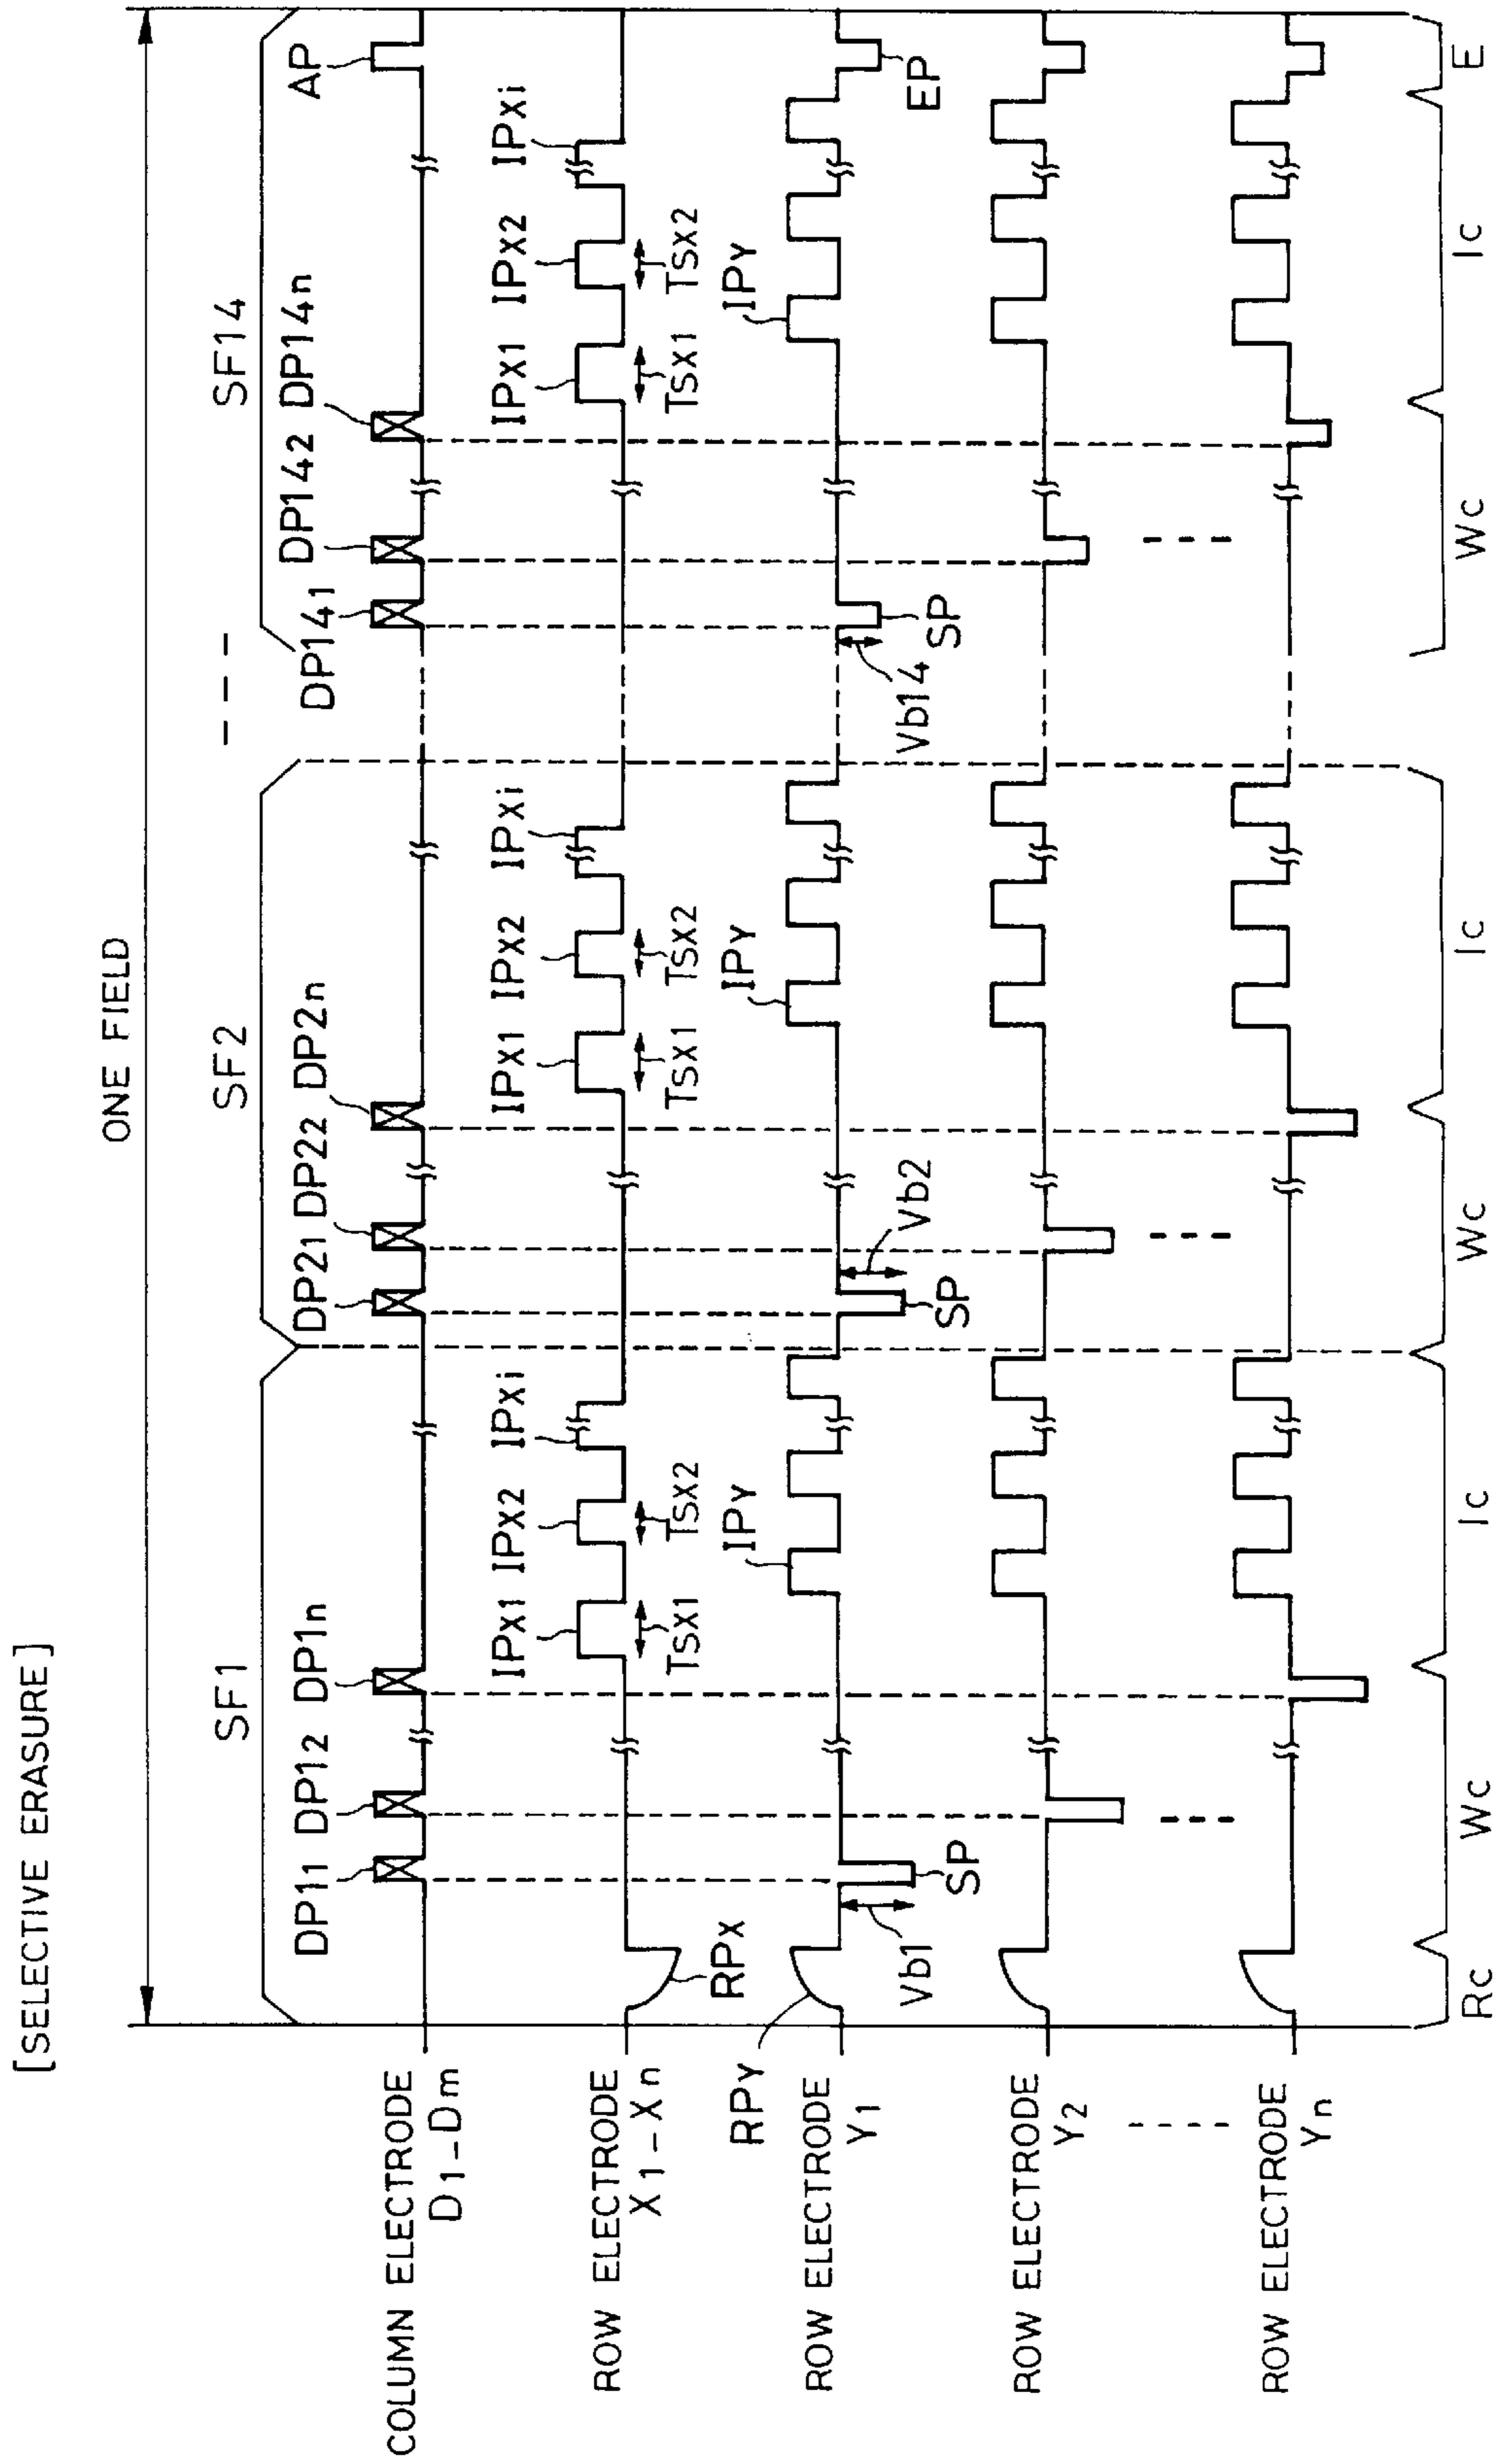 [SELECTIVE ERASURE]
ONE FIELD
SF1 SF2 --- SF14
DP11 DP12 DP1n DP21 DP22 DP2n DP141 DP142 DP14n AP
COLUMN ELECTRODE
D1-Dm
IPX1 IPX2 IPXi IPX1 IPX2 IPXi IPX1 IPX2 IPXi
ROW ELECTRODE
X1-Xn
TSX1 TSX2 TSX1 TSX2 TSX1 TSX2
RPX
RPY
IPY IPY IPY
ROW ELECTRODE
Y1
Vb1 SP SP Vb2 Vb14 SP EP
ROW ELECTRODE
Y2
ROW ELECTRODE
Yn
Rc Wc Ic Wc Ic Wc Ic E